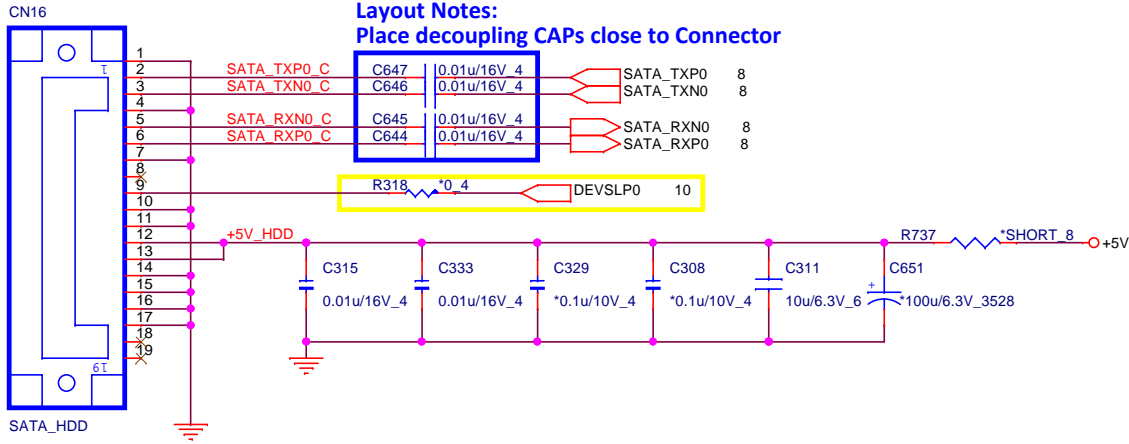 CN16
Layout Notes:
Place decoupling CAPs close to Connector
1
1
2
3
4
5
6
7
8
9
10
11
12
13
14
15
16
17
18
19
19
SATA_HDD
SATA_TXP0_C C647 0.01u/16V_4 SATA_TXP0 8
SATA_TXN0_C C646 0.01u/16V_4 SATA_TXN0 8
SATA_RXN0_C C645 0.01u/16V_4 SATA_RXN0 8
SATA_RXP0_C C644 0.01u/16V_4 SATA_RXP0 8
R318 *0_4 DEVSLP0 10
+5V_HDD R737 *SHORT_8 +5V
C315 C333 C329 C308 C311 C651
+
0.01u/16V_4 0.01u/16V_4 *0.1u/10V_4 *0.1u/10V_4 10u/6.3V_6 *100u/6.3V_3528